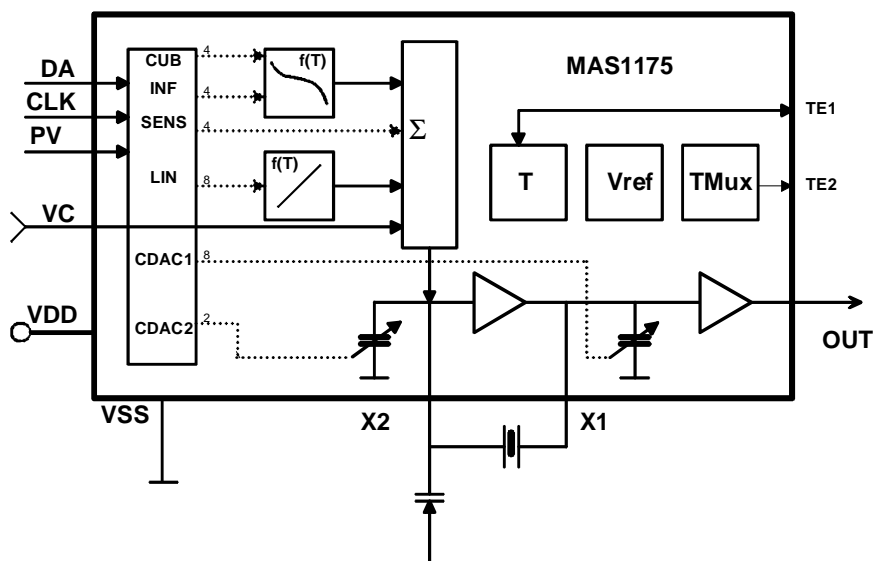 CUB 4 f(T)
MAS1175
DA
INF 4
CLK
TE1
SENS 4 Σ
PV
f(T)
LIN 8
T Vref TMux
TE2
VC
CDAC1 8
VDD
CDAC2 2
OUT
VSS
X2 X1